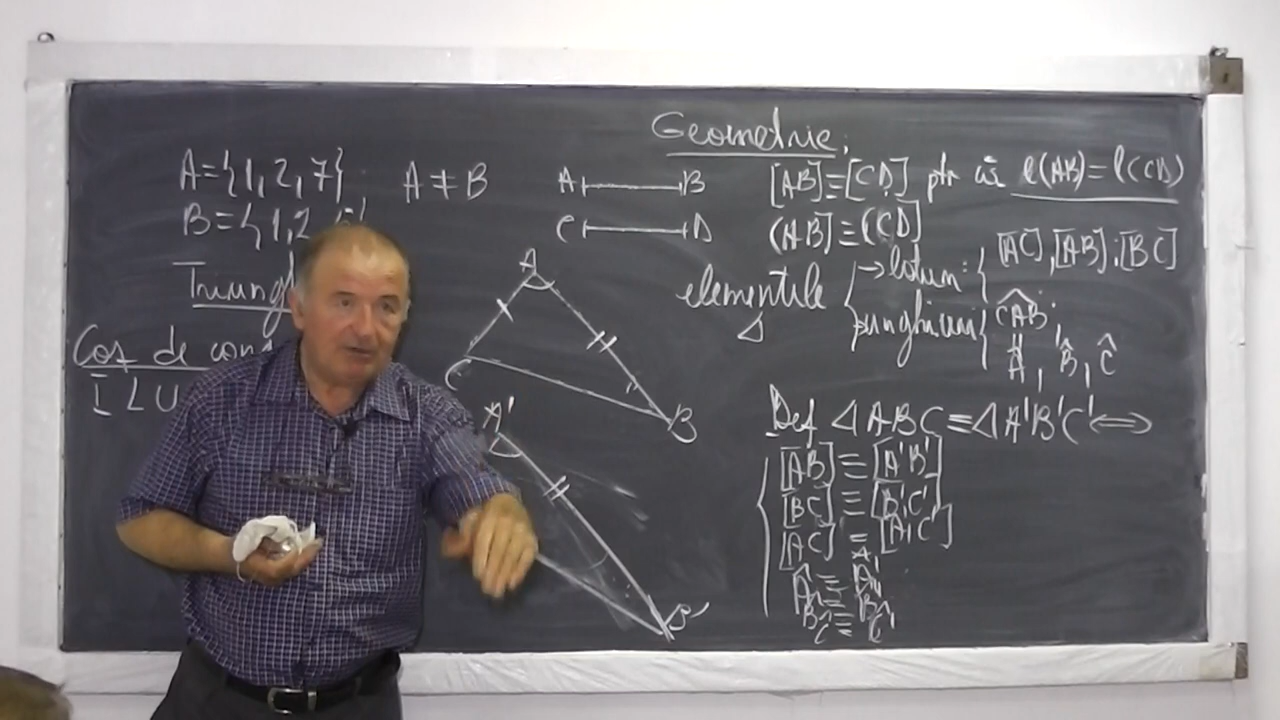 Geometrie
A={1,2,7} A ≠ B
B={1,2
A B
C D
[AB]≡[CD] ptr că l(AB)=l(CD)
(AB]≡(CD]
Triungh
Caz de cong
I L U
A
C
B
A'
B'
elementele Δ
→ laturi: [AC],[AB];[BC]
unghiuri CAB;
Â, B̂, Ĉ
Def ΔABC≡ΔA'B'C'⟺
[AB]≡[A'B']
[BC]≡[B'C']
[AC]≡[A'C']
Â≡Â'
B̂≡B̂'
Ĉ≡Ĉ'